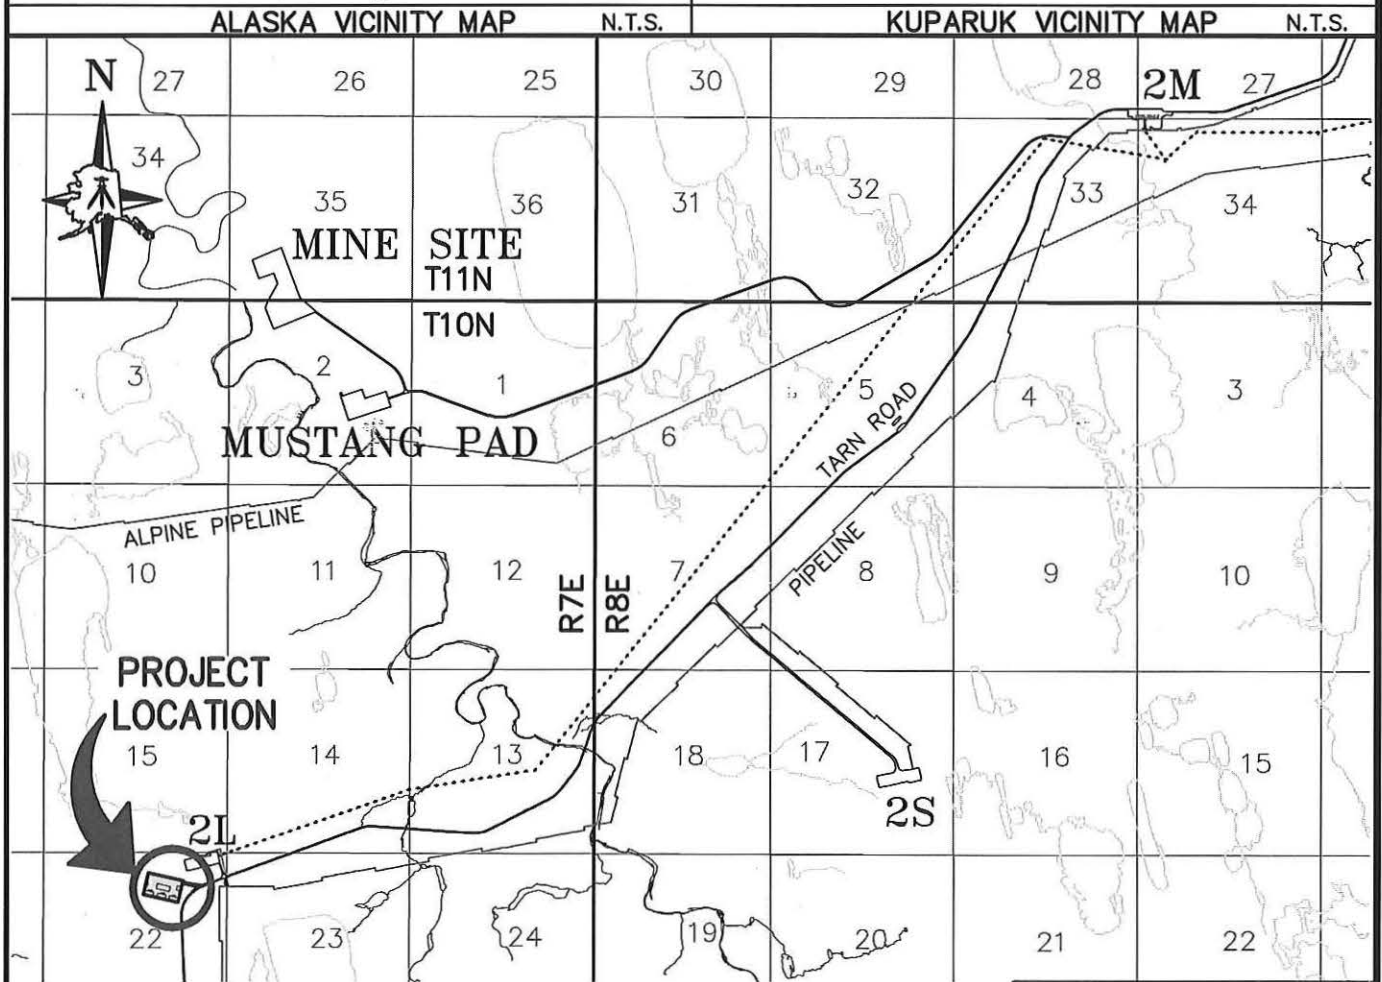 ALASKA VICINITY MAP N.T.S. KUPARUK VICINITY MAP N.T.S.
N 27 26 25 30 29 28 2M 27
34 35 36 31 32 33 34
MINE SITE
T11N
T10N
3 2 1 6 5 4 3
TARN ROAD
MUSTANG PAD
ALPINE PIPELINE
PIPELINE
10 11 12 7 8 9 10
R7E R8E
PROJECT
LOCATION
15 14 13 18 17 16 15
2L 2S
22 23 24 19 20 21 22